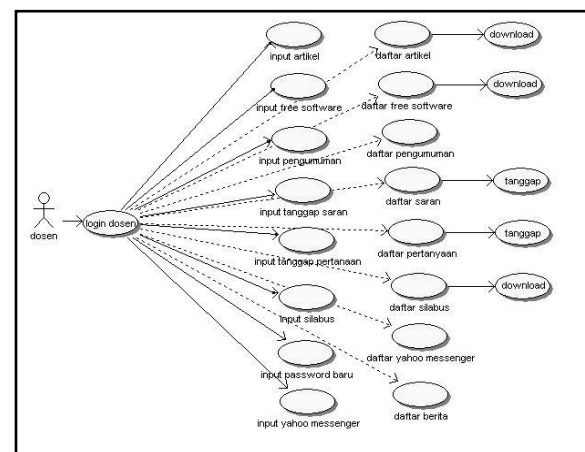 download
input artikel
daftar artikel
download
input free software
daftar free software
input pengumuman
daftar pengumuman
tanggap
input tanggap saran
daftar saran
dosen
login dosen
tanggap
input tanggap pertanaan
daftar pertanyaan
download
input silabus
daftar silabus
input password baru
daftar yahoo messenger
input yahoo messenger
daftar berita